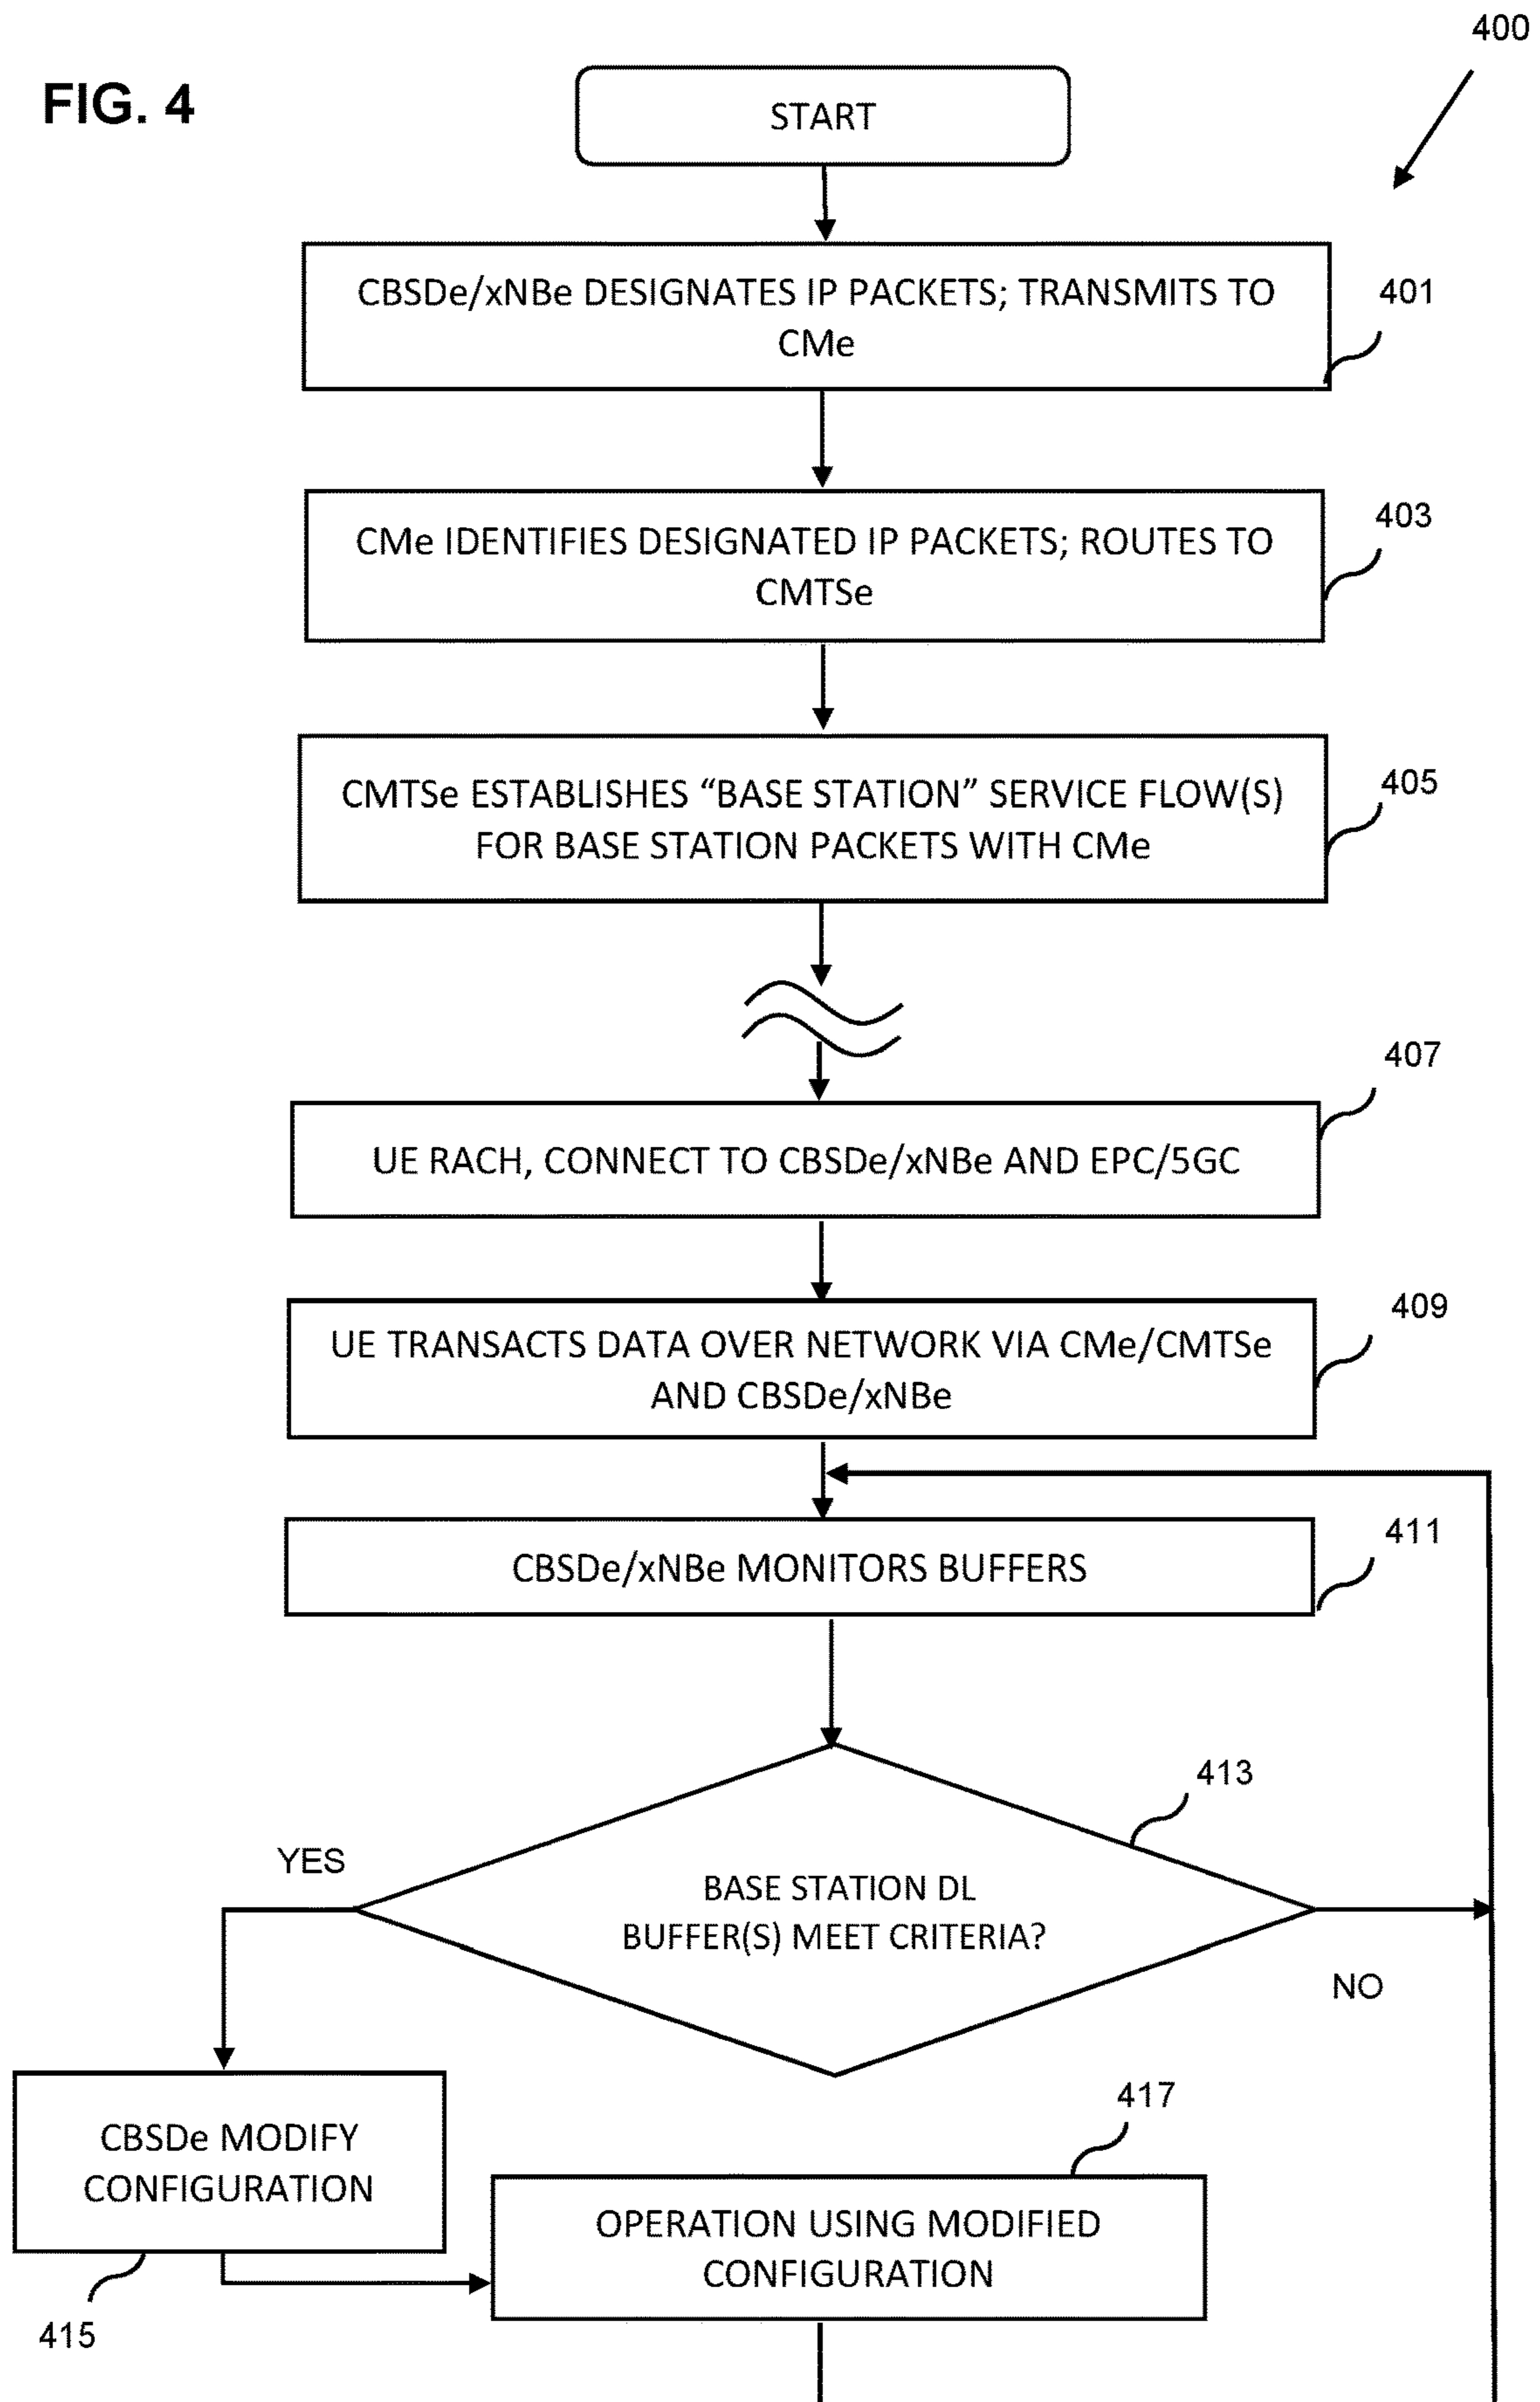 400
FIG. 4
START
CBSDe/xNBe DESIGNATES IP PACKETS; TRANSMITS TO
CMe
401
CMe IDENTIFIES DESIGNATED IP PACKETS; ROUTES TO
CMTSe
403
CMTSe ESTABLISHES “BASE STATION” SERVICE FLOW(S)
FOR BASE STATION PACKETS WITH CMe
405
407
UE RACH, CONNECT TO CBSDe/xNBe AND EPC/5GC
409
UE TRANSACTS DATA OVER NETWORK VIA CMe/CMTSe
AND CBSDe/xNBe
411
CBSDe/xNBe MONITORS BUFFERS
413
YES
BASE STATION DL
BUFFER(S) MEET CRITERIA?
NO
CBSDe MODIFY
CONFIGURATION
417
OPERATION USING MODIFIED
CONFIGURATION
415